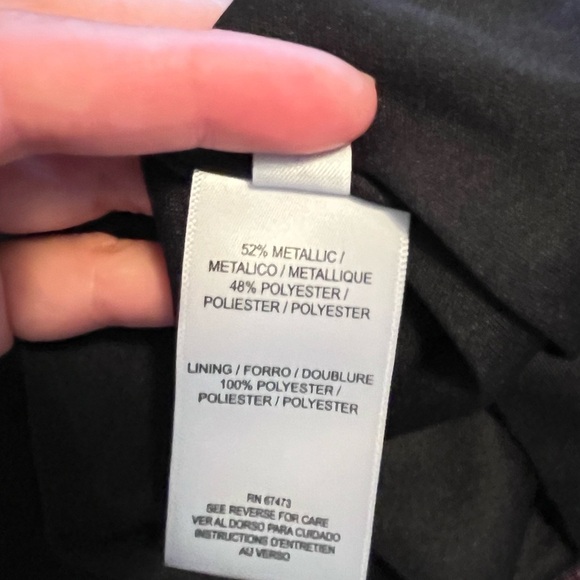 52% METALLIC /
METALICO / METALLIQUE
48% POLYESTER /
POLIESTER / POLYESTER
LINING / FORRO / DOUBLURE
100% POLYESTER /
POLIESTER / POLYESTER
RN 67473
SEE REVERSE FOR CARE
VER AL DORSO PARA CUIDADO
INSTRUCTIONS D'ENTRETIEN
AU VERSO